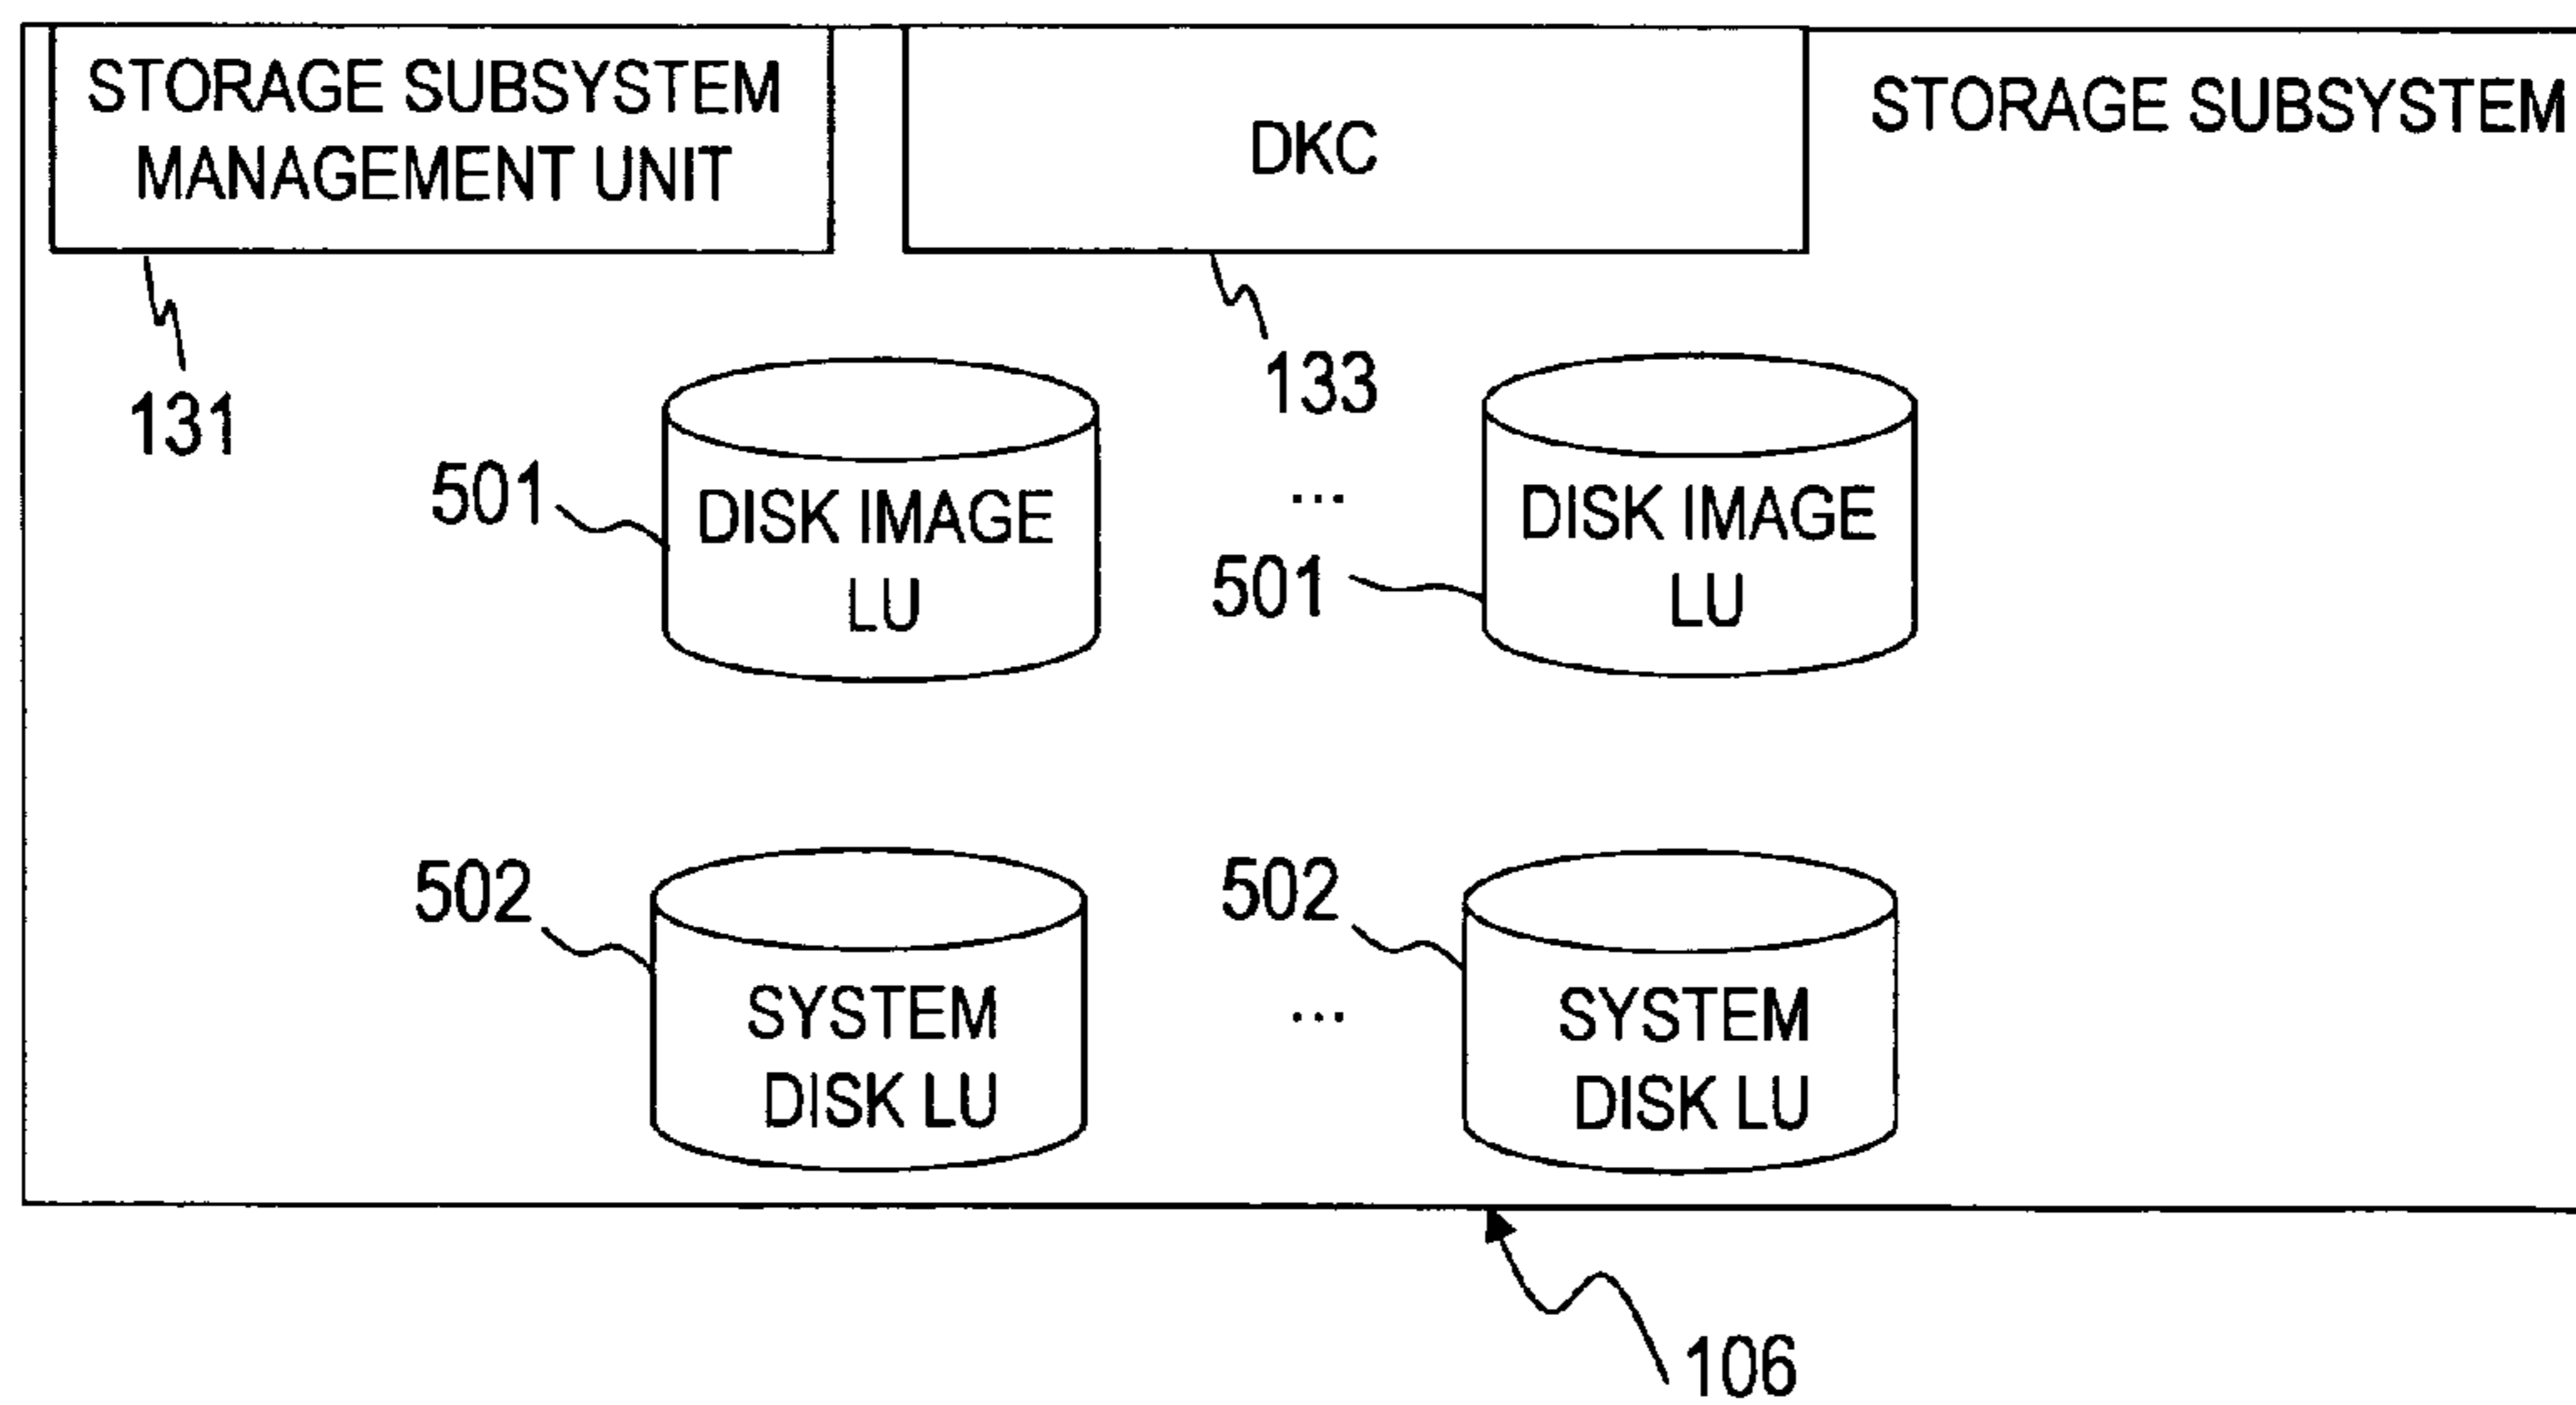 STORAGE SUBSYSTEM
MANAGEMENT UNIT
DKC
STORAGE SUBSYSTEM
131
133
501
DISK IMAGE
LU
...
501
DISK IMAGE
LU
502
SYSTEM
DISK LU
...
502
SYSTEM
DISK LU
106